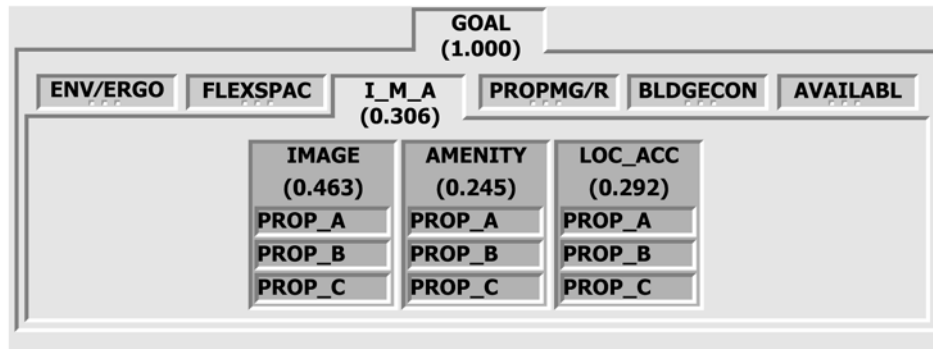 GOAL
(1.000)
ENV/ERGO FLEXSPAC I_M_A PROPMG/R BLDGECON AVAILABL
(0.306)
IMAGE AMENITY LOC_ACC
(0.463) (0.245) (0.292)
PROP_A PROP_A PROP_A
PROP_B PROP_B PROP_B
PROP_C PROP_C PROP_C